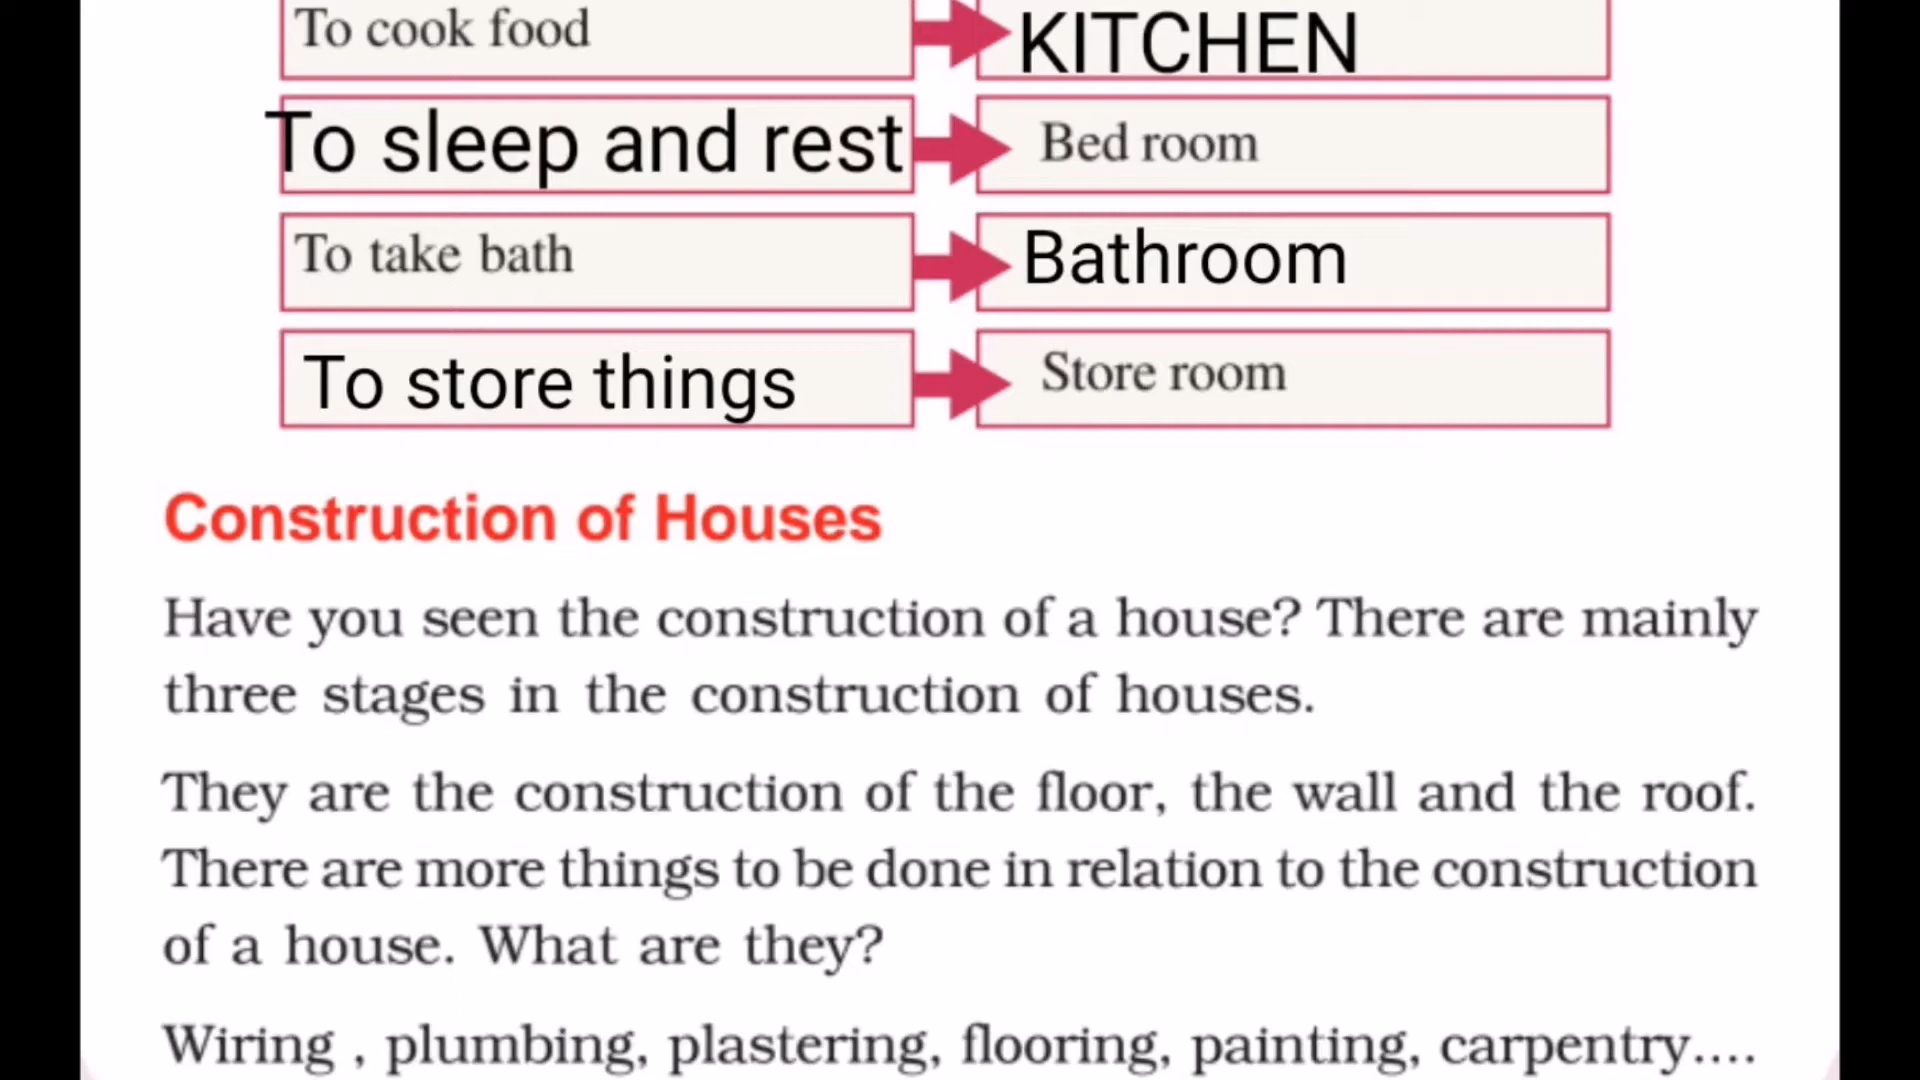 To cook food KITCHEN
To sleep and rest Bed room
To take bath Bathroom
To store things Store room
Construction of Houses
Have you seen the construction of a house? There are mainly
three stages in the construction of houses.
They are the construction of the floor, the wall and the roof.
There are more things to be done in relation to the construction
of a house. What are they?
Wiring , plumbing, plastering, flooring, painting, carpentry....